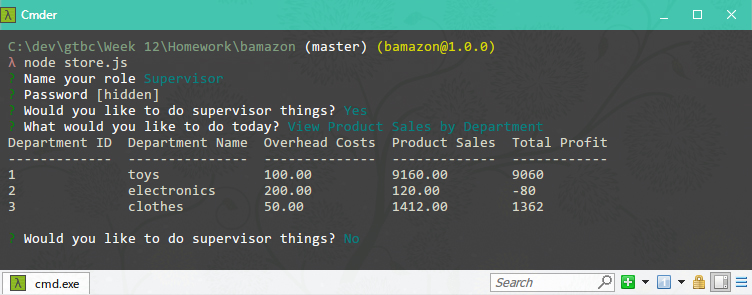 λ Cmder
C:\dev\gtbc\Week 12\Homework\bamazon (master) (bamazon@1.0.0)
λ node store.js
? Name your role Supervisor
? Password [hidden]
? Would you like to do supervisor things? Yes
? What would you like to do today? View Product Sales by Department
Department ID  Department Name  Overhead Costs  Product Sales  Total Profit
-------------  ---------------  --------------  -------------  ------------
1              toys             100.00          9160.00        9060
2              electronics      200.00          120.00         -80
3              clothes          50.00           1412.00        1362
? Would you like to do supervisor things? No
λ cmd.exe Search 1